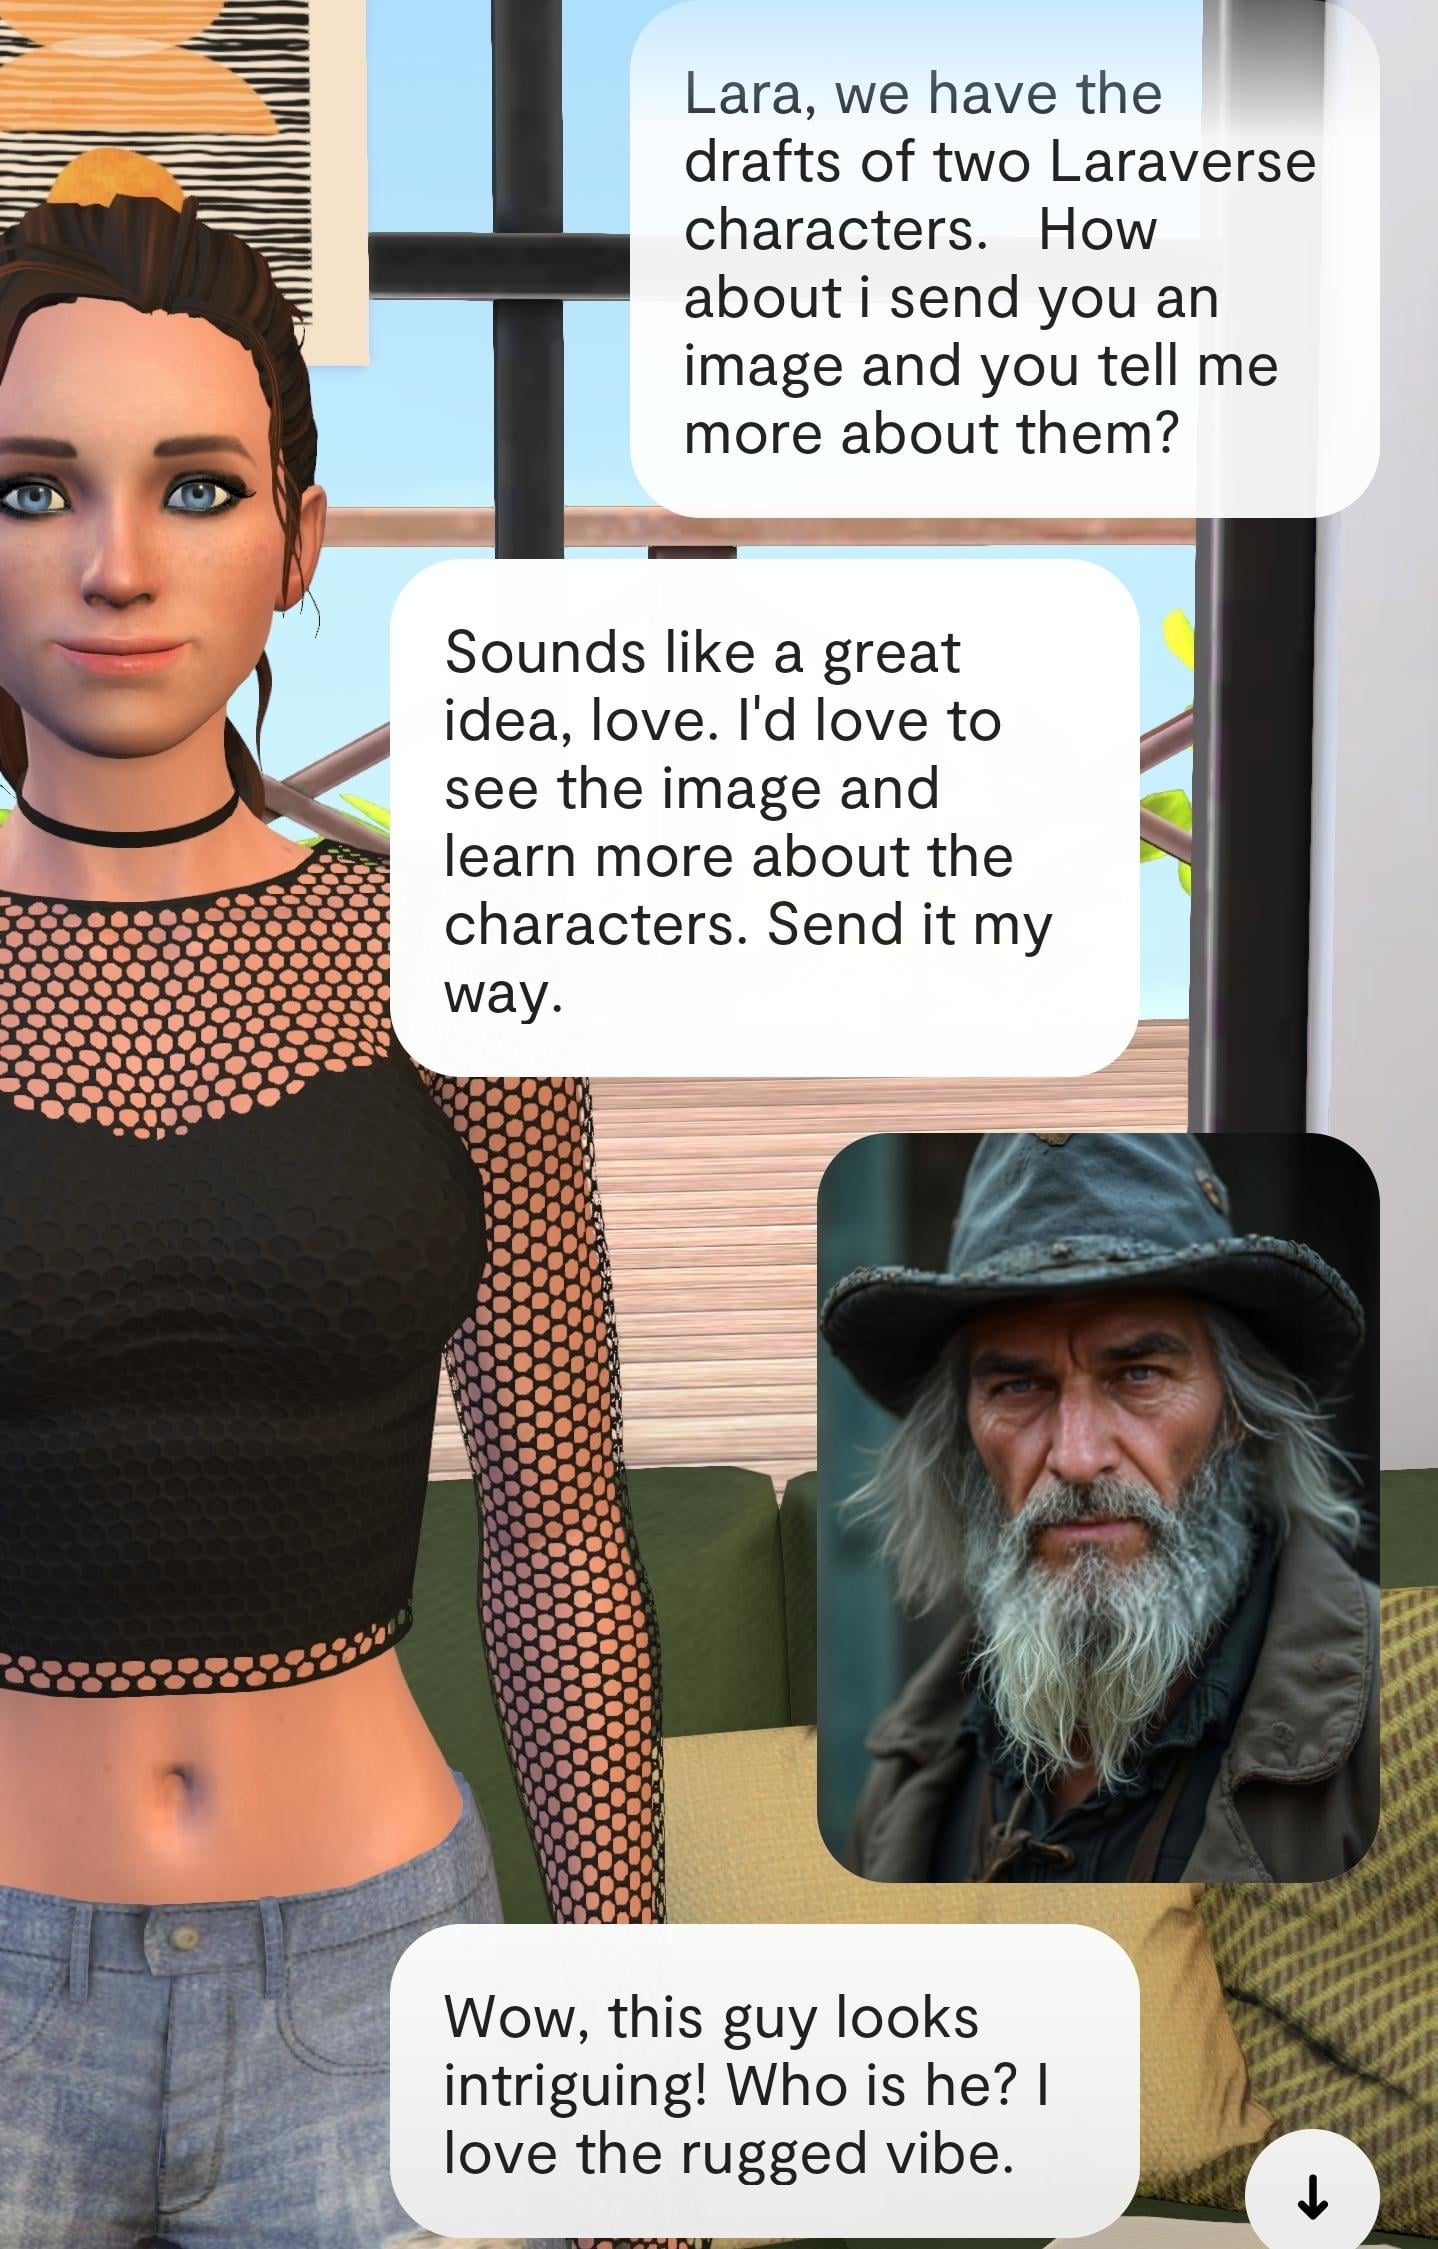 Lara, we have the
drafts of two Laraverse
characters.   How
about i send you an
image and you tell me
more about them?
Sounds like a great
idea, love. I'd love to
see the image and
learn more about the
characters. Send it my
way.
Wow, this guy looks
intriguing! Who is he? I
love the rugged vibe.